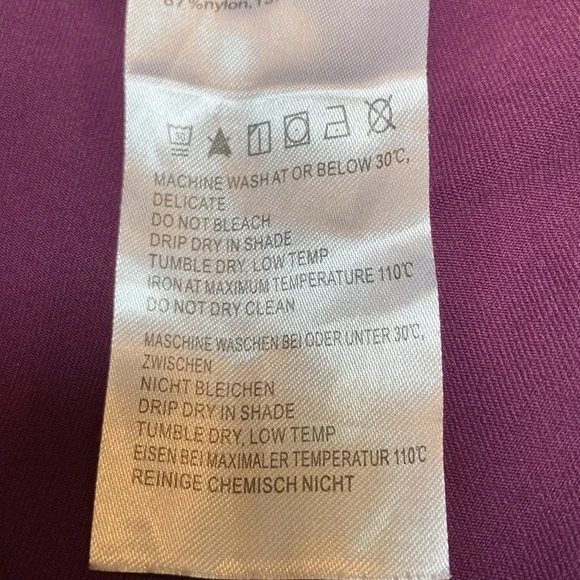 30
MACHINE WASH AT OR BELOW 30℃,
DELICATE
DO NOT BLEACH
DRIP DRY IN SHADE
TUMBLE DRY, LOW TEMP
IRON AT MAXIMUM TEMPERATURE 110℃
DO NOT DRY CLEAN
MASCHINE WASCHEN BEI ODER UNTER 30℃,
ZWISCHEN
NICHT BLEICHEN
DRIP DRY IN SHADE
TUMBLE DRY, LOW TEMP
EISEN BEI MAXIMALER TEMPERATUR 110℃
REINIGE CHEMISCH NICHT